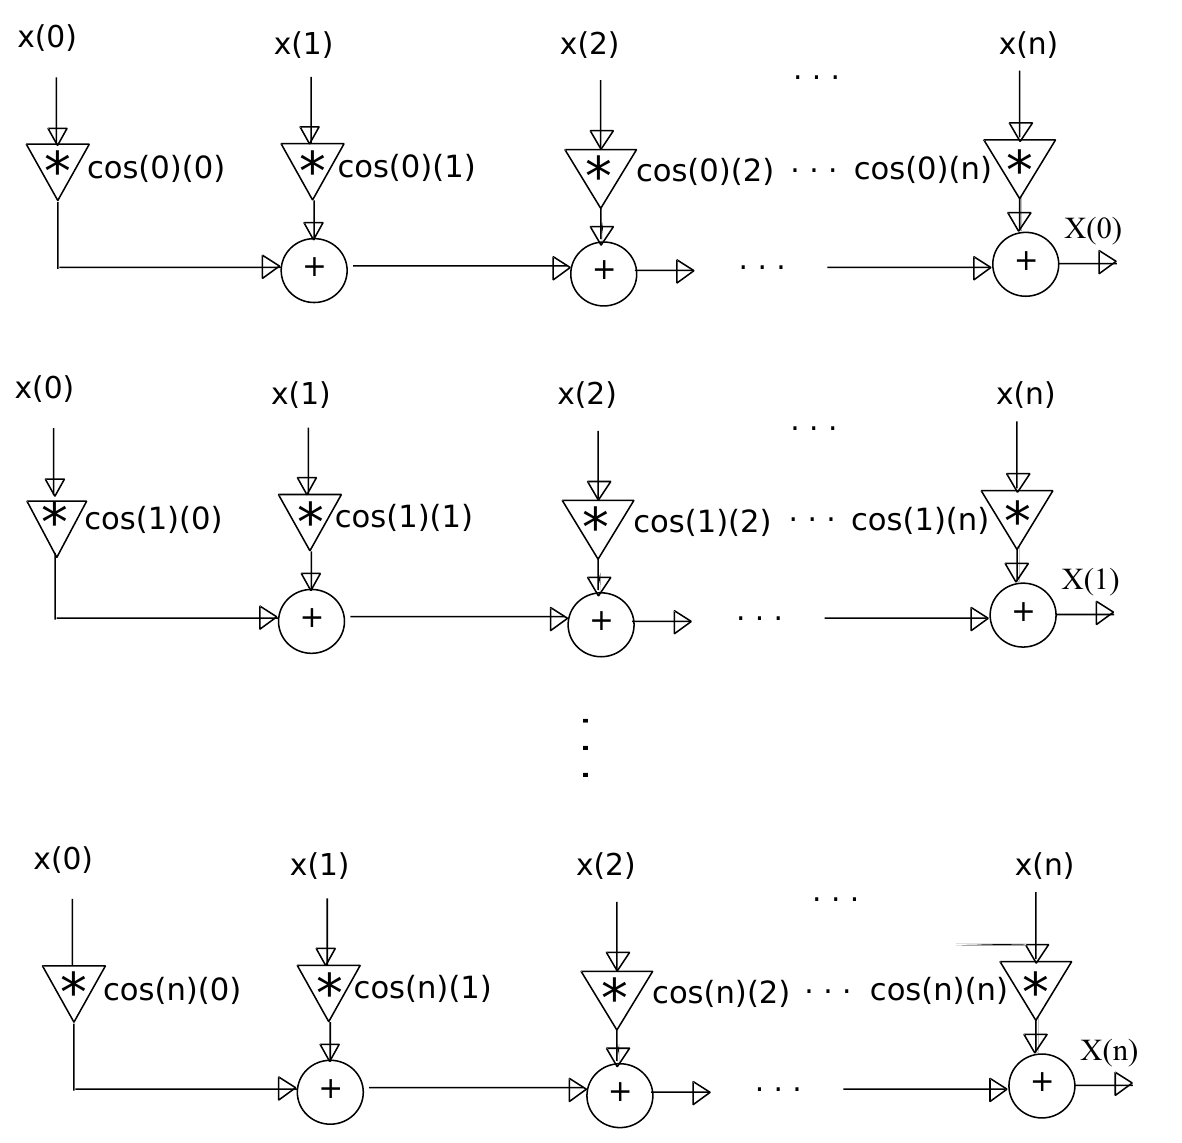 x(0) x(1) x(2) . . . x(n)
* cos(0)(0) * cos(0)(1) * cos(0)(2) . . . cos(0)(n) *
+ + . . . + X(0)
x(0) x(1) x(2) . . . x(n)
* cos(1)(0) * cos(1)(1) * cos(1)(2) . . . cos(1)(n) *
+ + . . . + X(1)
.
.
.
x(0) x(1) x(2) . . . x(n)
* cos(n)(0) * cos(n)(1) * cos(n)(2) . . . cos(n)(n) *
+ + . . . + X(n)